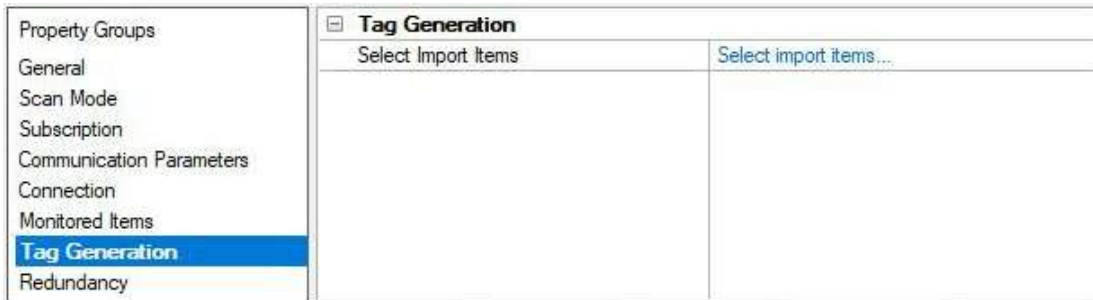 Property Groups
General
Scan Mode
Subscription
Communication Parameters
Connection
Monitored Items
Tag Generation
Redundancy
Tag Generation
Select Import Items Select import items...